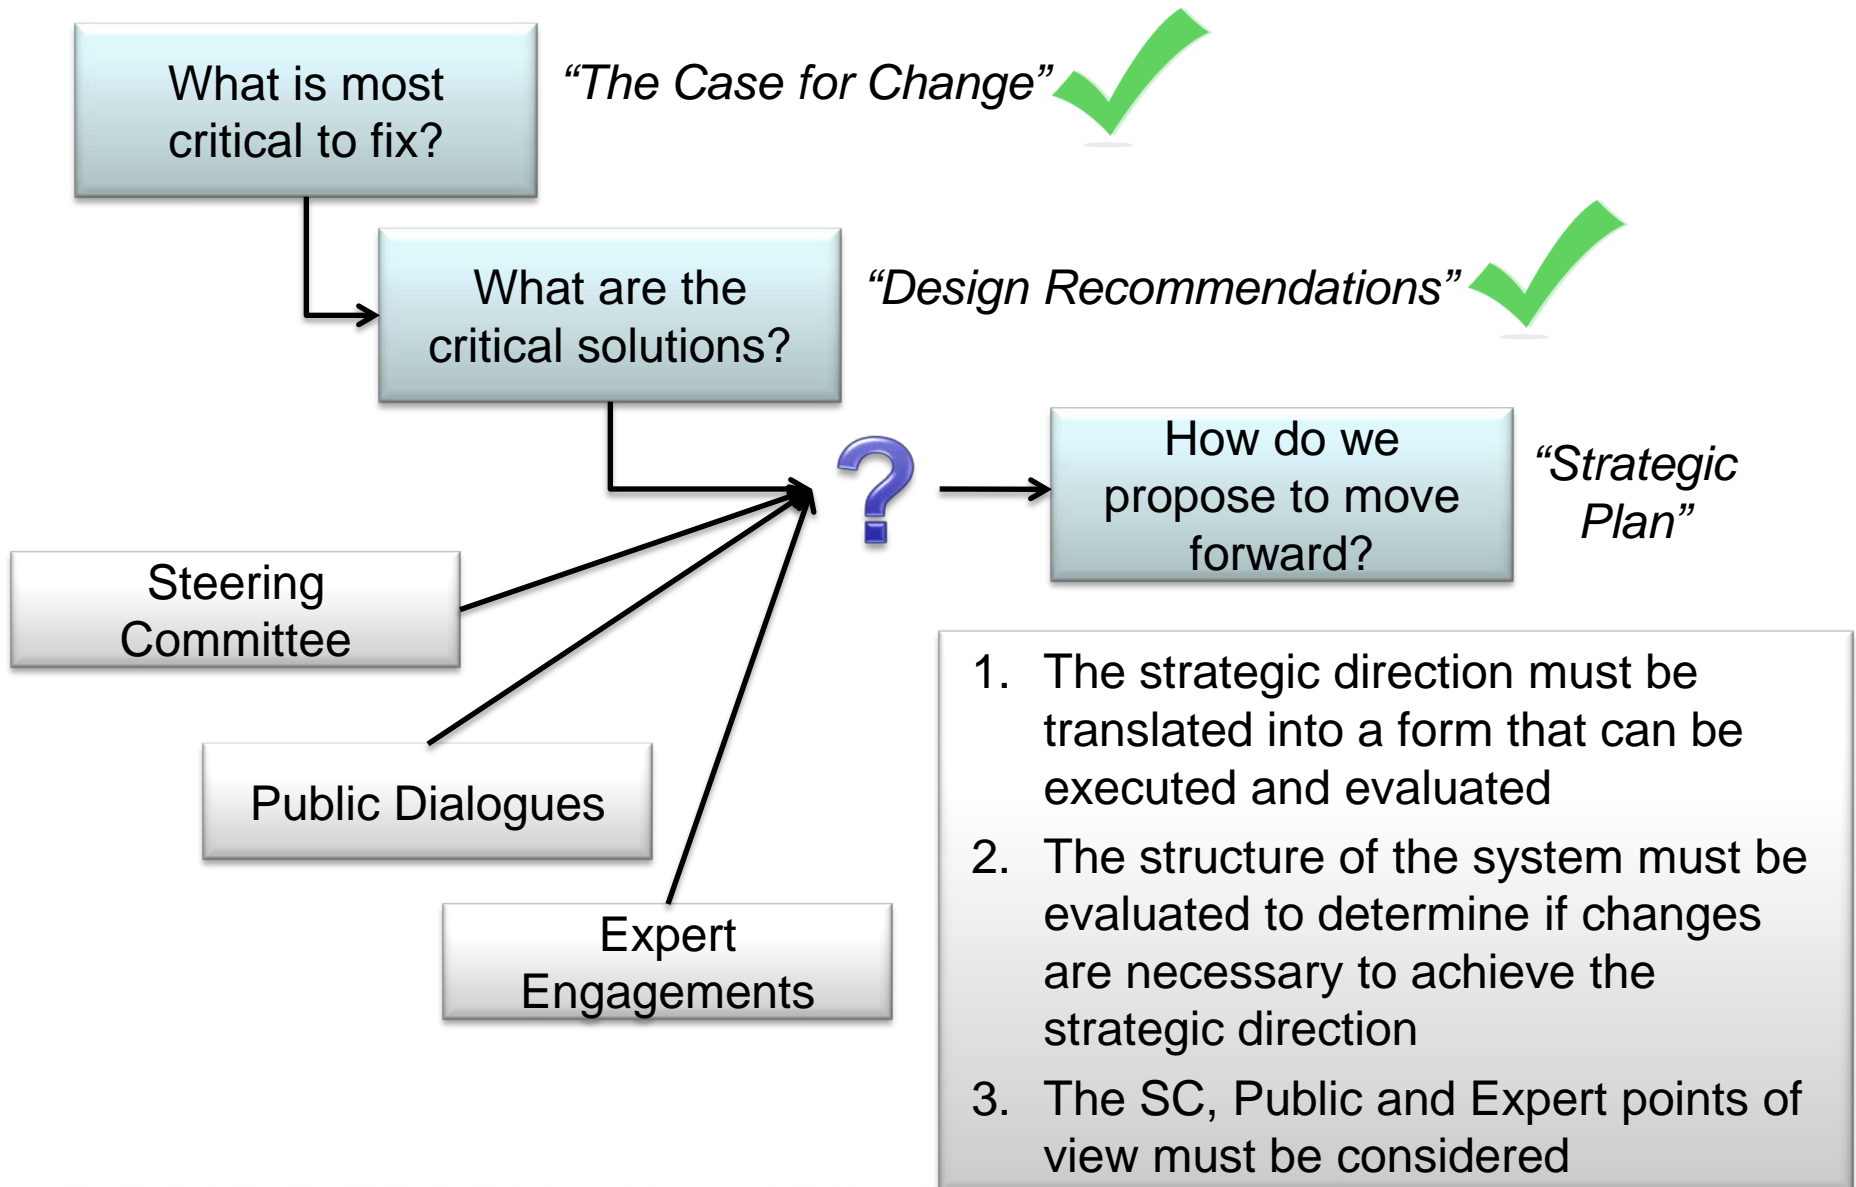 What is most
critical to fix?
“The Case for Change”
What are the
critical solutions?
“Design Recommendations”
?
How do we
propose to move
forward?
“Strategic
Plan”
Steering
Committee
Public Dialogues
Expert
Engagements
1. The strategic direction must be
translated into a form that can be
executed and evaluated
2. The structure of the system must be
evaluated to determine if changes
are necessary to achieve the
strategic direction
3. The SC, Public and Expert points of
view must be considered